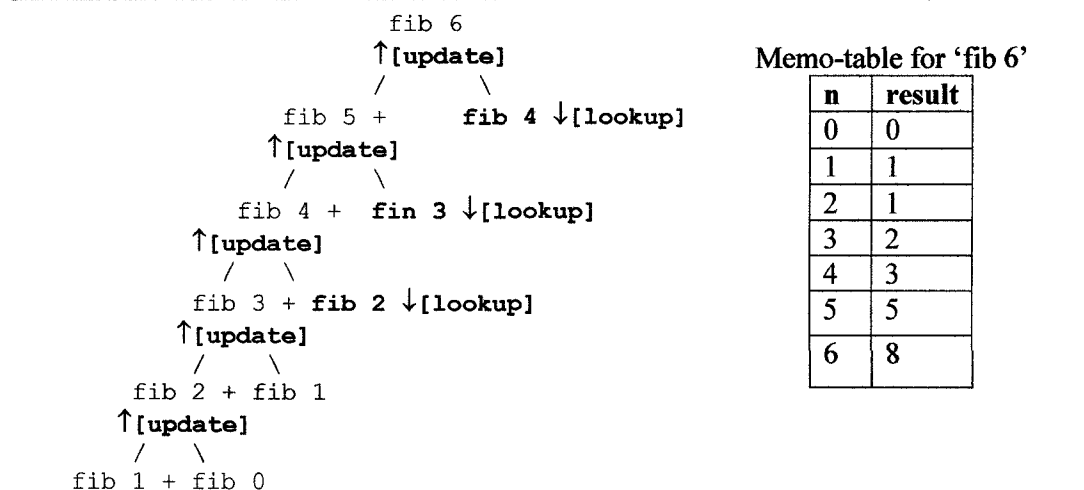 fib 6
↑[update]
/ \
fib 5 + fib 4 ↓[lookup]
↑[update]
/ \
fib 4 + fin 3 ↓[lookup]
↑[update]
/ \
fib 3 + fib 2 ↓[lookup]
↑[update]
/ \
fib 2 + fib 1
↑[update]
/ \
fib 1 + fib 0
Memo-table for ‘fib 6’
n result
0 0
1 1
2 1
3 2
4 3
5 5
6 8